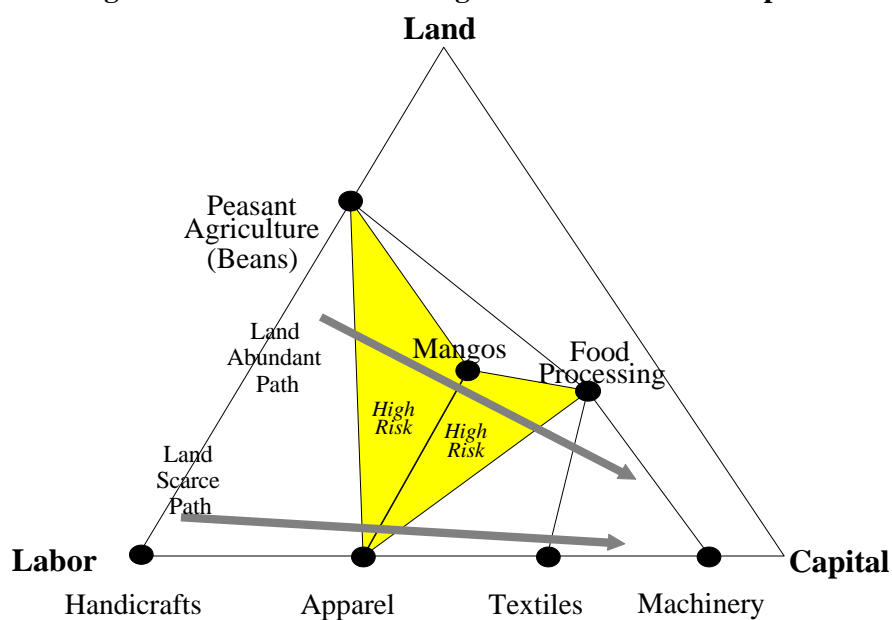 Land
Peasant
Agriculture
(Beans)
Land
Abundant
Path
Mangos
Food
Processing
High
Risk
High
Risk
Land
Scarce
Path
Labor
Capital
Handicrafts
Apparel
Textiles
Machinery